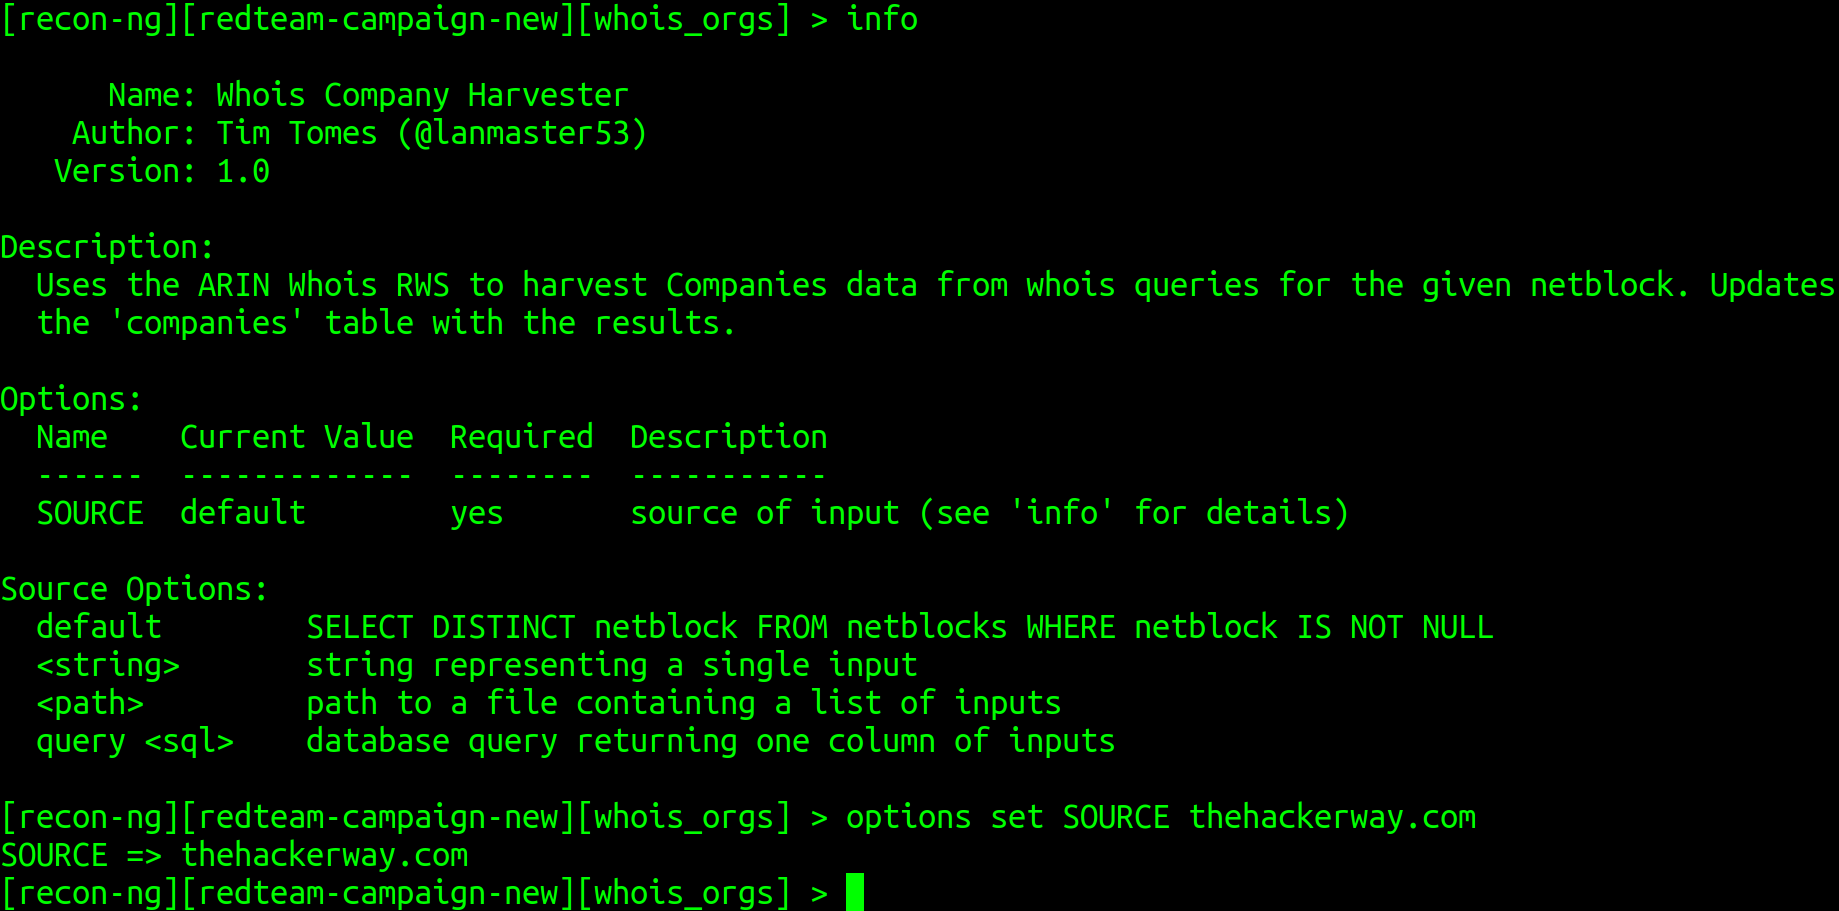 [recon-ng][redteam-campaign-new][whois_orgs] > info

       Name: Whois Company Harvester
     Author: Tim Tomes (@lanmaster53)
    Version: 1.0

Description:
  Uses the ARIN Whois RWS to harvest Companies data from whois queries for the given netblock. Updates
  the 'companies' table with the results.

Options:
  Name    Current Value  Required  Description
  ------  -------------  --------  -----------
  SOURCE  default        yes       source of input (see 'info' for details)

Source Options:
  default        SELECT DISTINCT netblock FROM netblocks WHERE netblock IS NOT NULL
  <string>       string representing a single input
  <path>         path to a file containing a list of inputs
  query <sql>    database query returning one column of inputs

[recon-ng][redteam-campaign-new][whois_orgs] > options set SOURCE thehackerway.com
SOURCE => thehackerway.com
[recon-ng][redteam-campaign-new][whois_orgs] >